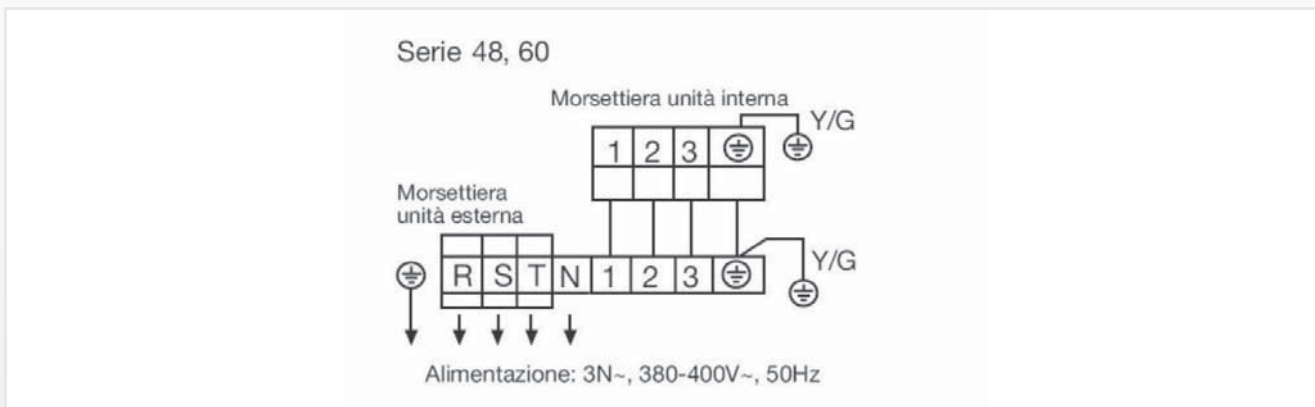 Serie 48, 60
Morsettiera unità interna
Y/G
1 2 3
Morsettiera
unità esterna
Y/G
R S T N 1 2 3
Alimentazione: 3N~, 380-400V~, 50Hz